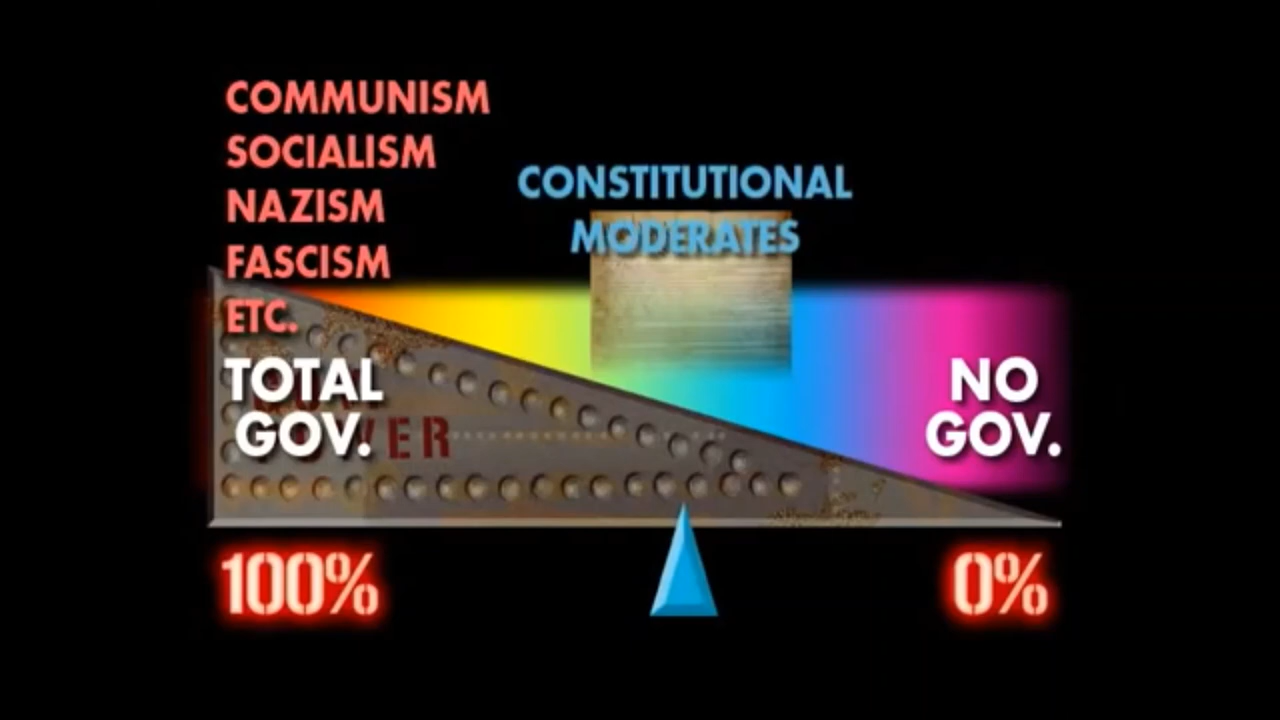 COMMUNISM
SOCIALISM
NAZISM
FASCISM
ETC.
CONSTITUTIONAL
MODERATES
TOTAL
GOV.
NO
GOV.
100%
0%